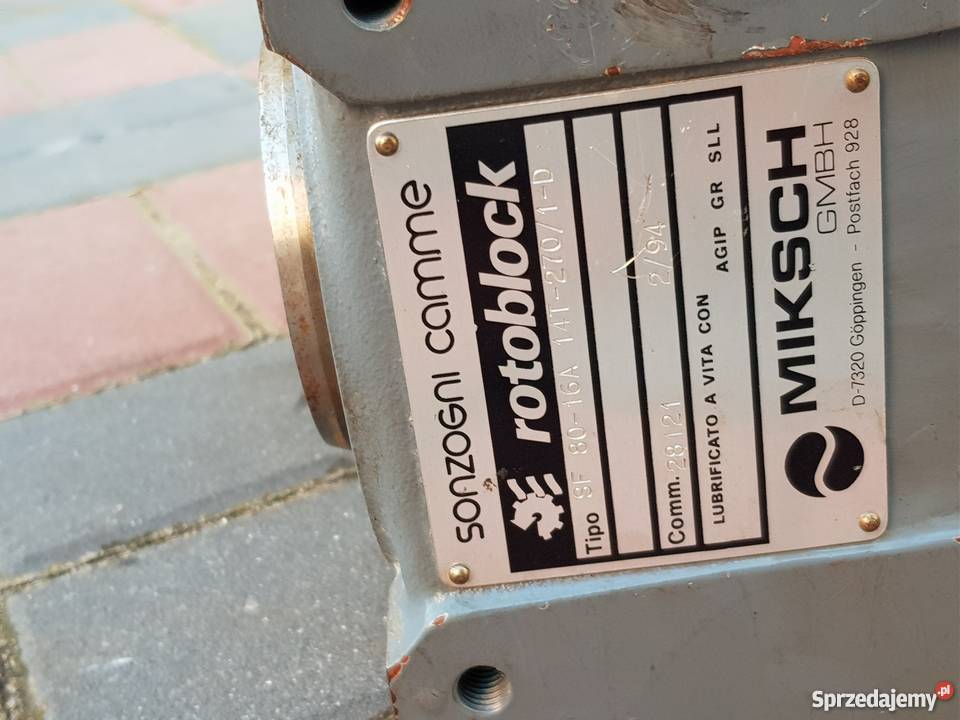 sonzogni camme
rotoblock
Tipo SF 80-16A 14T-270/1-D
Comm. 28121 2/94
LUBRIFICATO A VITA CON AGIP GR SLL
MIKSCH
GMBH
D-7320 Göppingen - Postfach 928
Sprzedajemy.pl